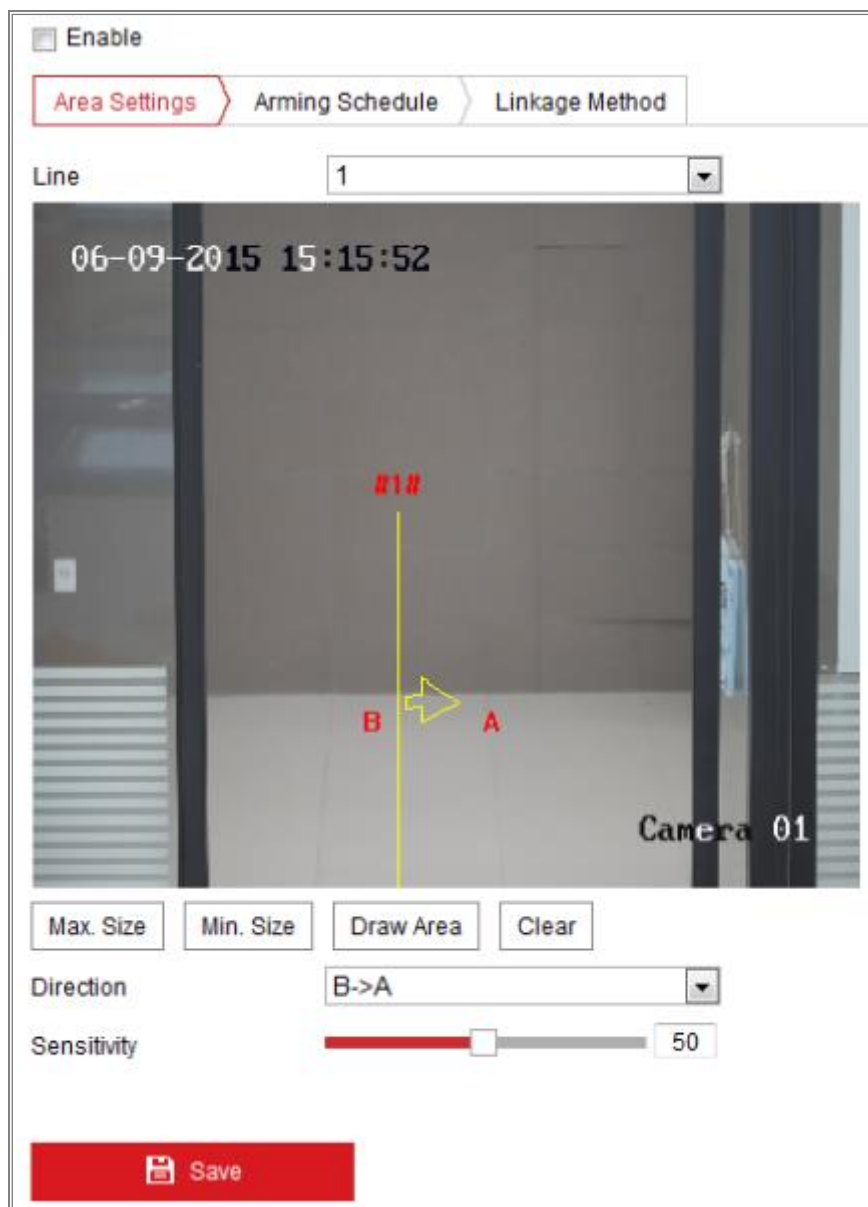 Enable
Area Settings Arming Schedule Linkage Method
Line 1
06-09-2015 15:15:52
#1#
B A
Camera 01
Max. Size Min. Size Draw Area Clear
Direction B->A
Sensitivity 50
Save